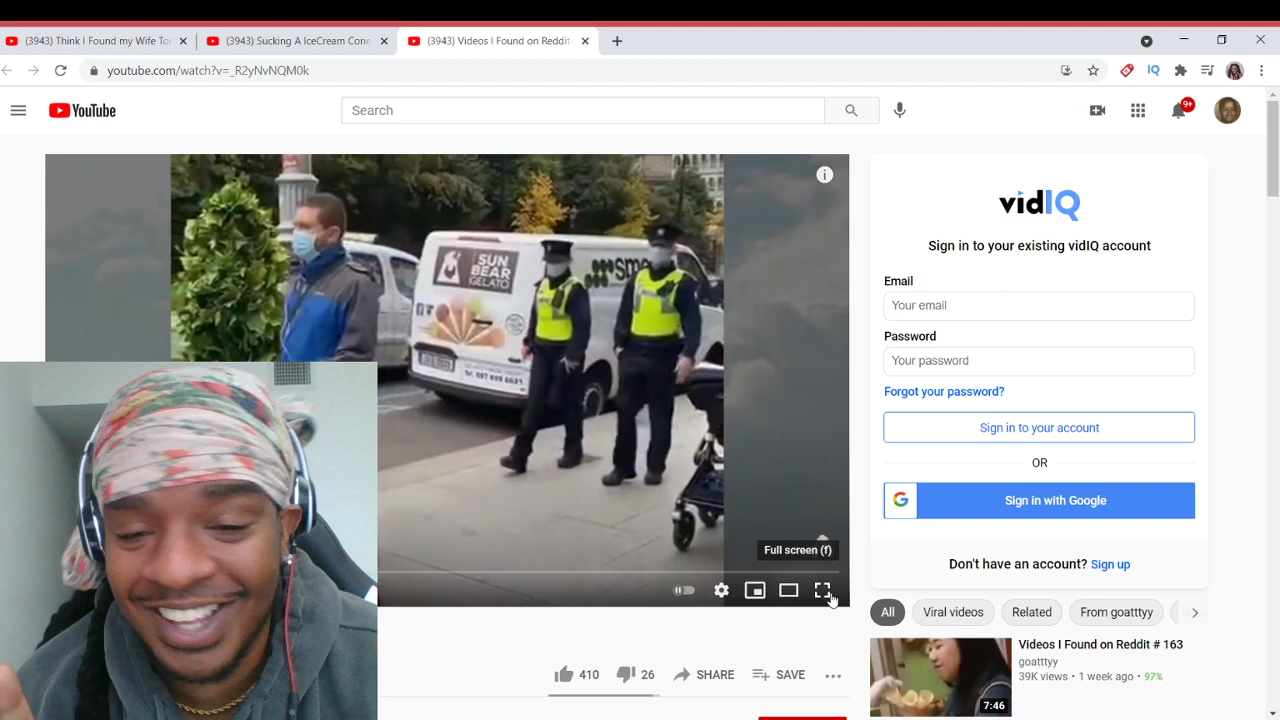 (3943) Think I Found my Wife To
(3943) Sucking A IceCream Cone
(3943) Videos I Found on Reddit
youtube.com/watch?v=_R2yNvNQM0k
IQ
YouTube
Search
9+
SUN
BEAR
GELATO
vidIQ
Sign in to your existing vidIQ account
Email
Your email
Password
Your password
Forgot your password?
Sign in to your account
OR
Sign in with Google
Don't have an account? Sign up
Full screen (f)
All
Viral videos
Related
From goatttyy
410
26
SHARE
SAVE
Videos I Found on Reddit # 163
goatttyy
39K views • 1 week ago • 97%
7:46